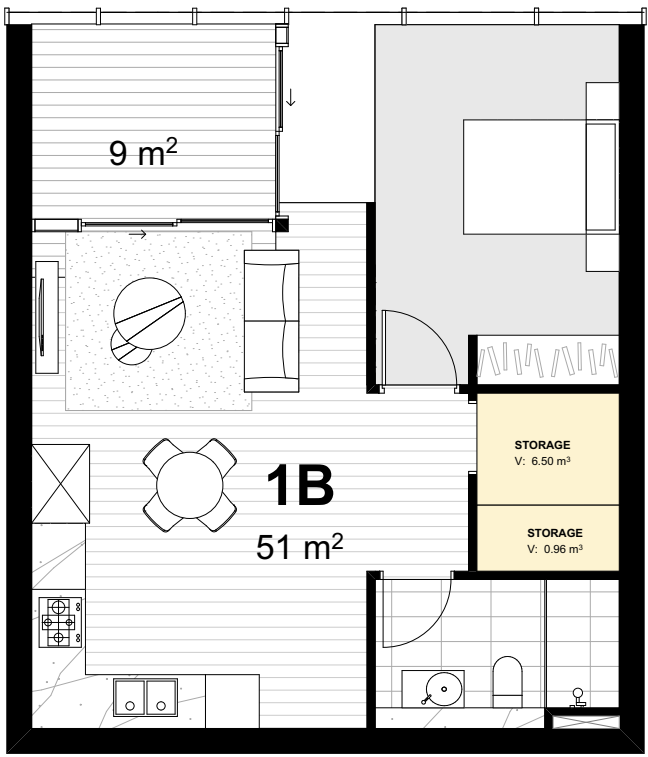 9 m²
STORAGE
V: 6.50 m³
1B
51 m²
STORAGE
V: 0.96 m³